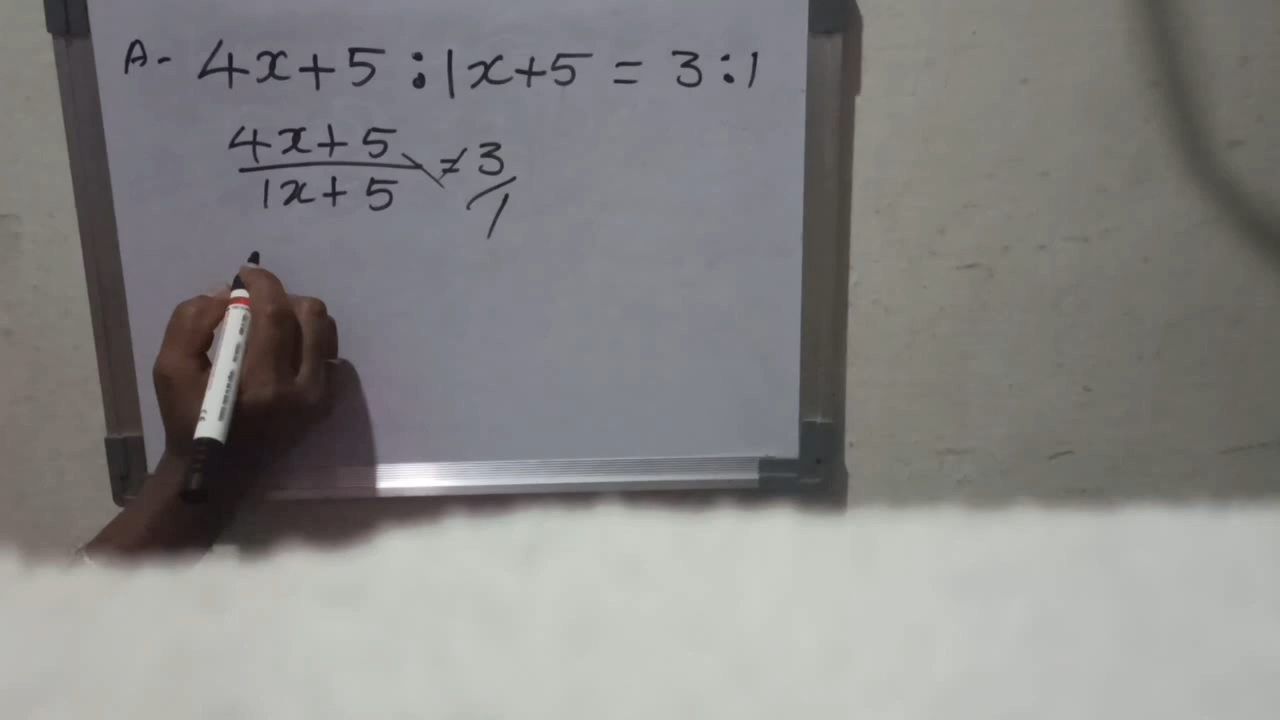 A- 4x+5 : 1x+5 = 3:1
4x+5 = 3
1x+5 1